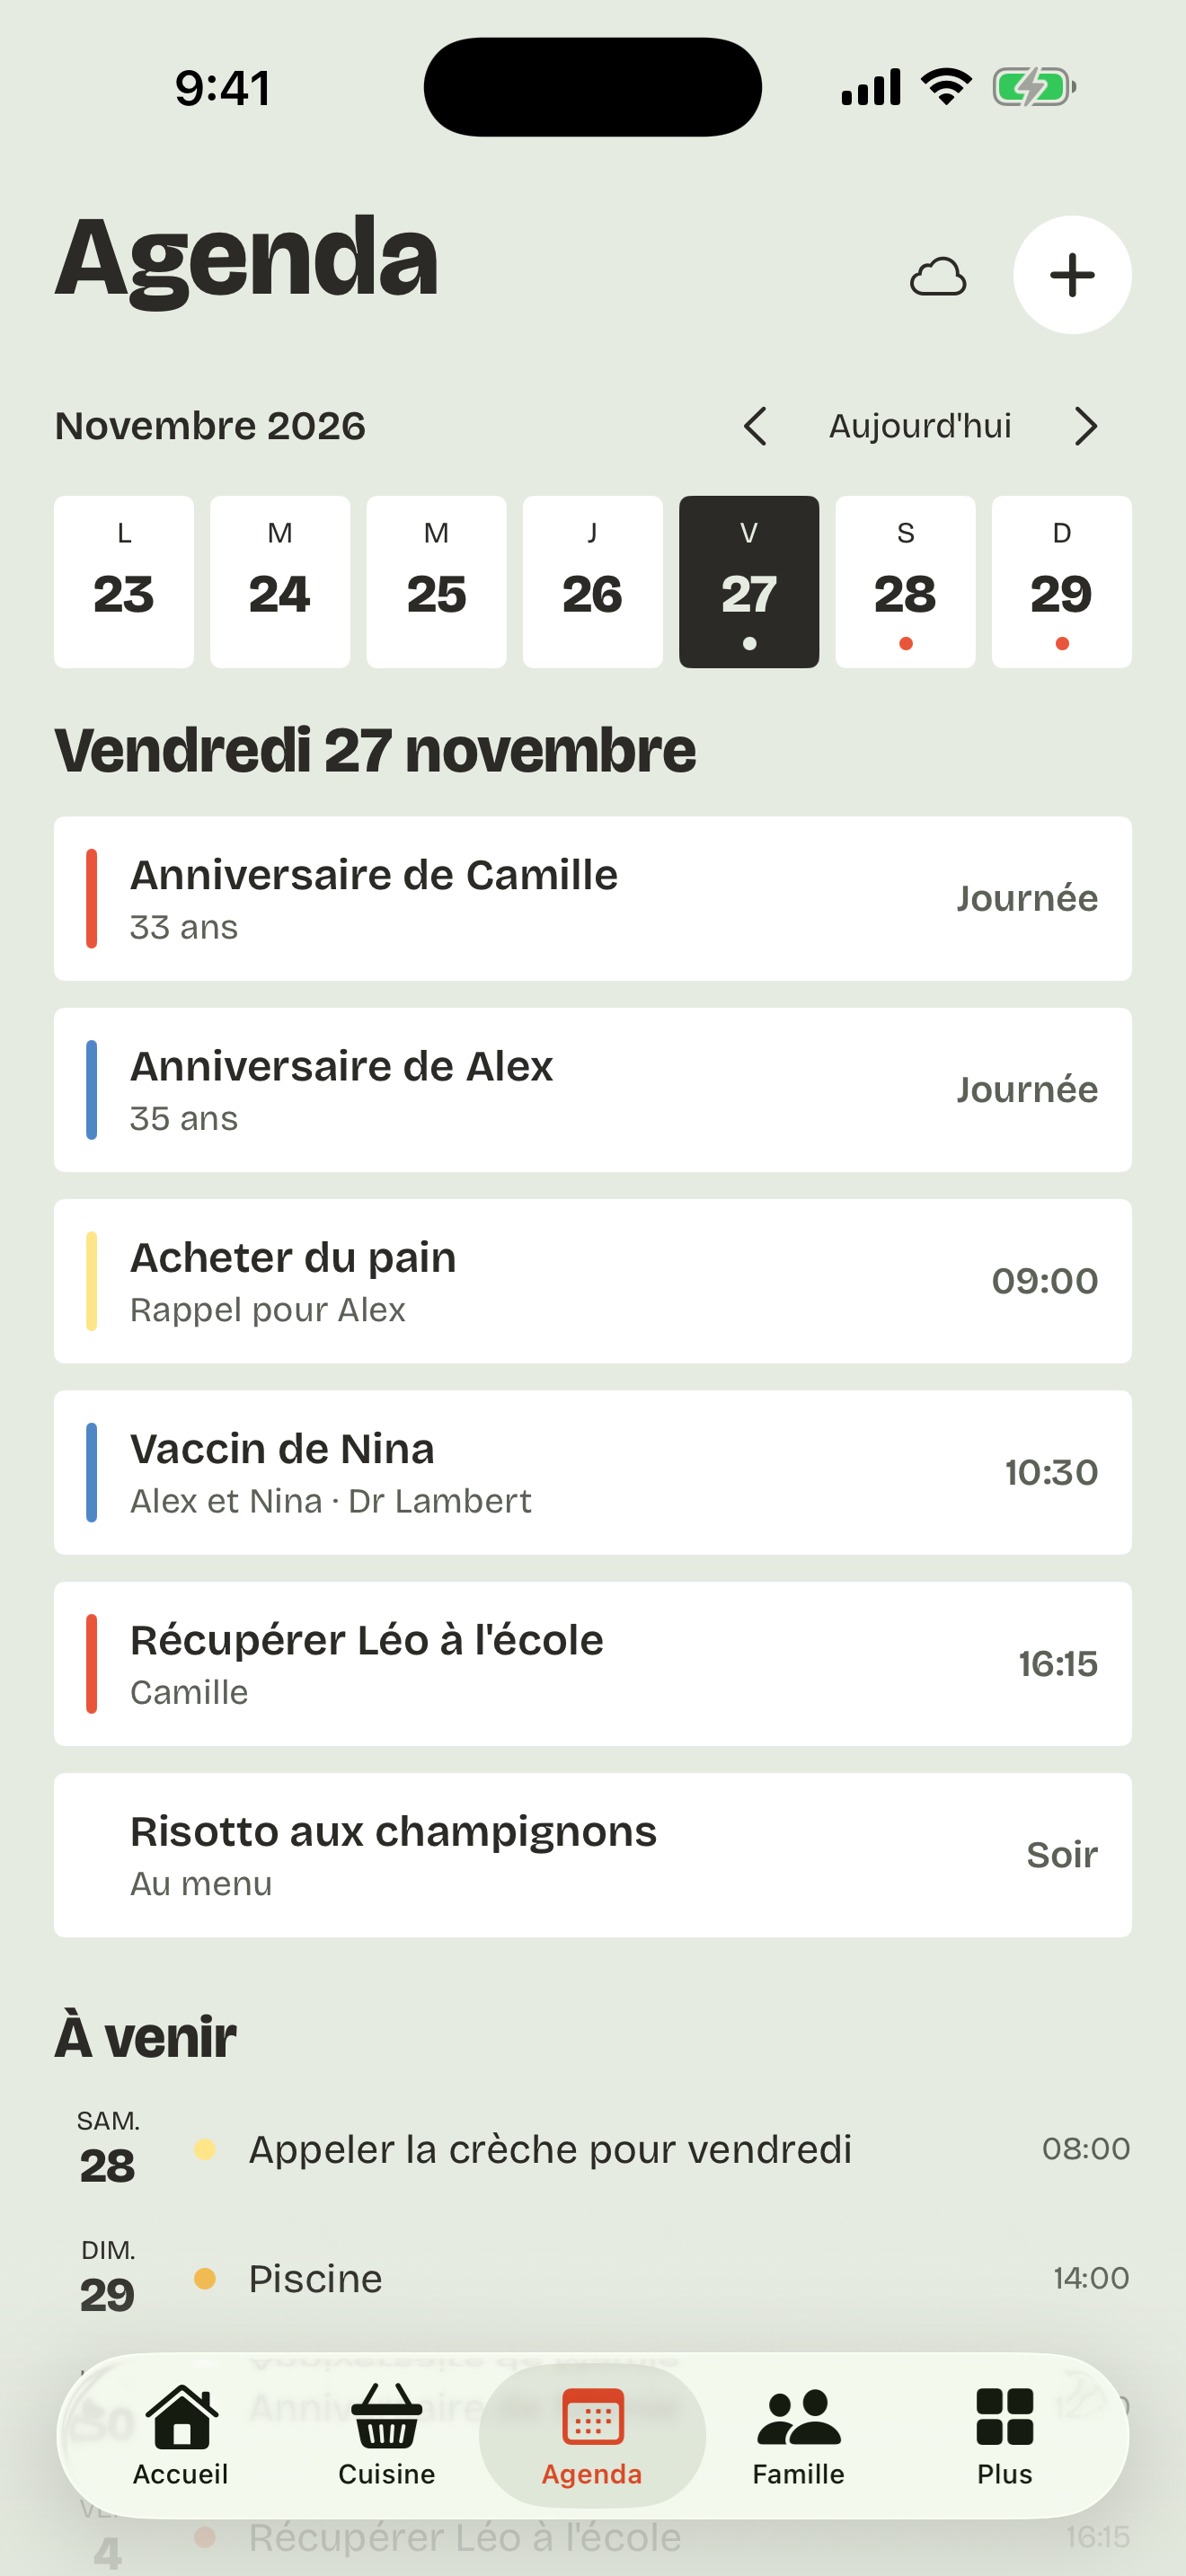 9:41
Agenda
Novembre 2026
Aujourd'hui
L M M J V S D
23 24 25 26 27 28 29
Vendredi 27 novembre
Anniversaire de Camille
33 ans
Journée
Anniversaire de Alex
35 ans
Journée
Acheter du pain
Rappel pour Alex
09:00
Vaccin de Nina
Alex et Nina · Dr Lambert
10:30
Récupérer Léo à l'école
Camille
16:15
Risotto aux champignons
Au menu
Soir
À venir
SAM.
28
Appeler la crèche pour vendredi
08:00
DIM.
29
Piscine
14:00
Accueil
Cuisine
Agenda
Famille
Plus
4
Récupérer Léo à l'école
16:15